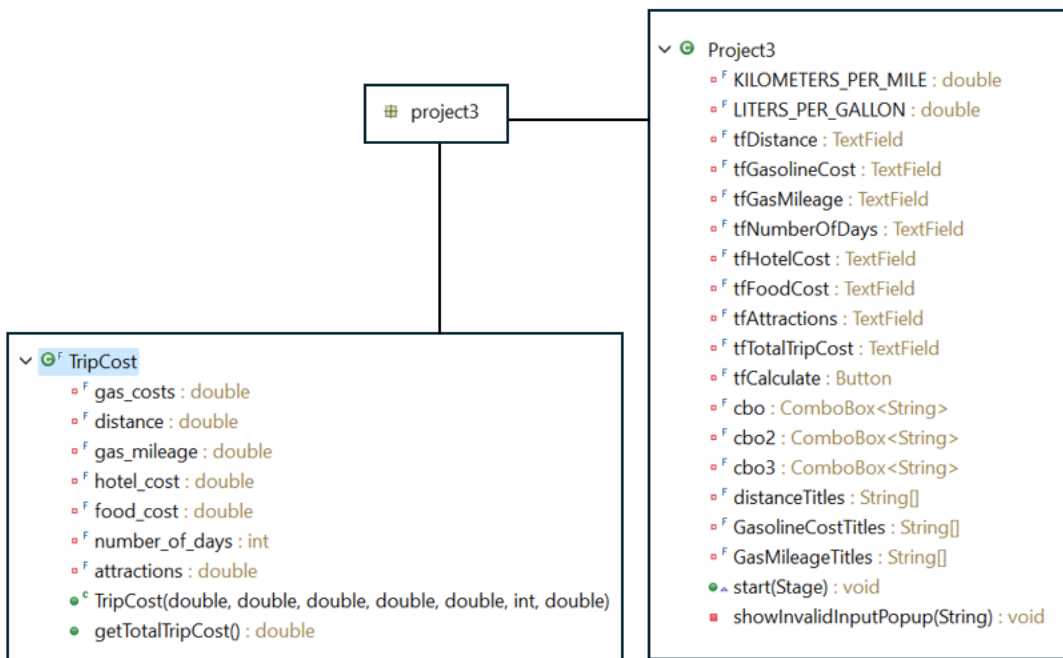 project3
Project3
KILOMETERS_PER_MILE : double
LITERS_PER_GALLON : double
tfDistance : TextField
tfGasolineCost : TextField
tfGasMileage : TextField
tfNumberOfDays : TextField
tfHotelCost : TextField
tfFoodCost : TextField
tfAttractions : TextField
tfTotalTripCost : TextField
tfCalculate : Button
cbo : ComboBox<String>
cbo2 : ComboBox<String>
cbo3 : ComboBox<String>
distanceTitles : String[]
GasolineCostTitles : String[]
GasMileageTitles : String[]
start(Stage) : void
showInvalidInputPopup(String) : void
TripCost
gas_costs : double
distance : double
gas_mileage : double
hotel_cost : double
food_cost : double
number_of_days : int
attractions : double
TripCost(double, double, double, double, double, int, double)
getTotalTripCost() : double